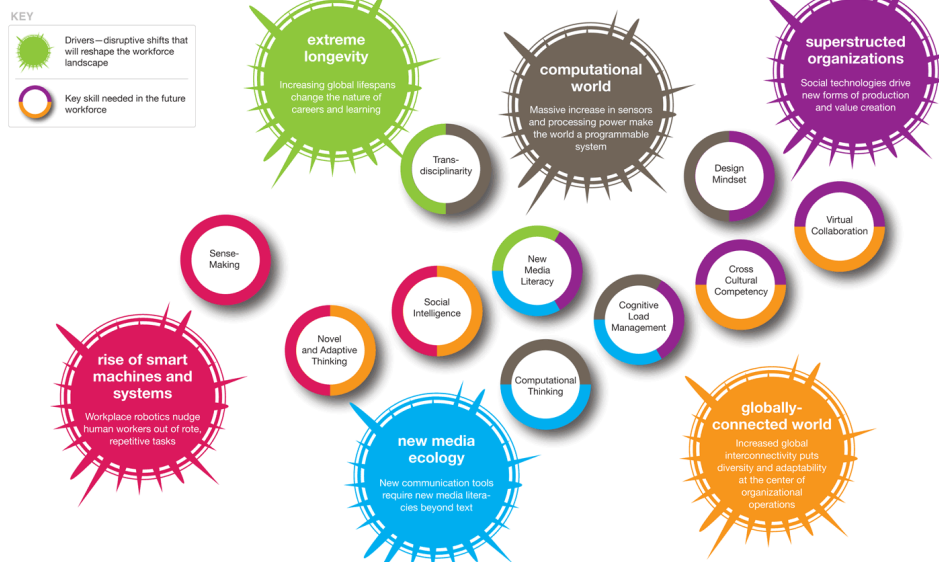 KEY
Drivers—disruptive shifts that
will reshape the workforce
landscape
Key skill needed in the future
workforce
extreme
longevity
Increasing global lifespans
change the nature of
careers and learning
computational
world
Massive increase in sensors
and processing power make
the world a programmable
system
superstructed
organizations
Social technologies drive
new forms of production
and value creation
Trans-
disciplinarity
Design
Mindset
Virtual
Collaboration
Sense-
Making
New
Media
Literacy
Cross
Cultural
Competency
Social
Intelligence
Cognitive
Load
Management
Novel
and Adaptive
Thinking
Computational
Thinking
rise of smart
machines and
systems
Workplace robotics nudge
human workers out of rote,
repetitive tasks
new media
ecology
New communication tools
require new media litera-
cies beyond text
globally-
connected world
Increased global
interconnectivity puts
diversity and adaptability
at the center of
organizational
operations